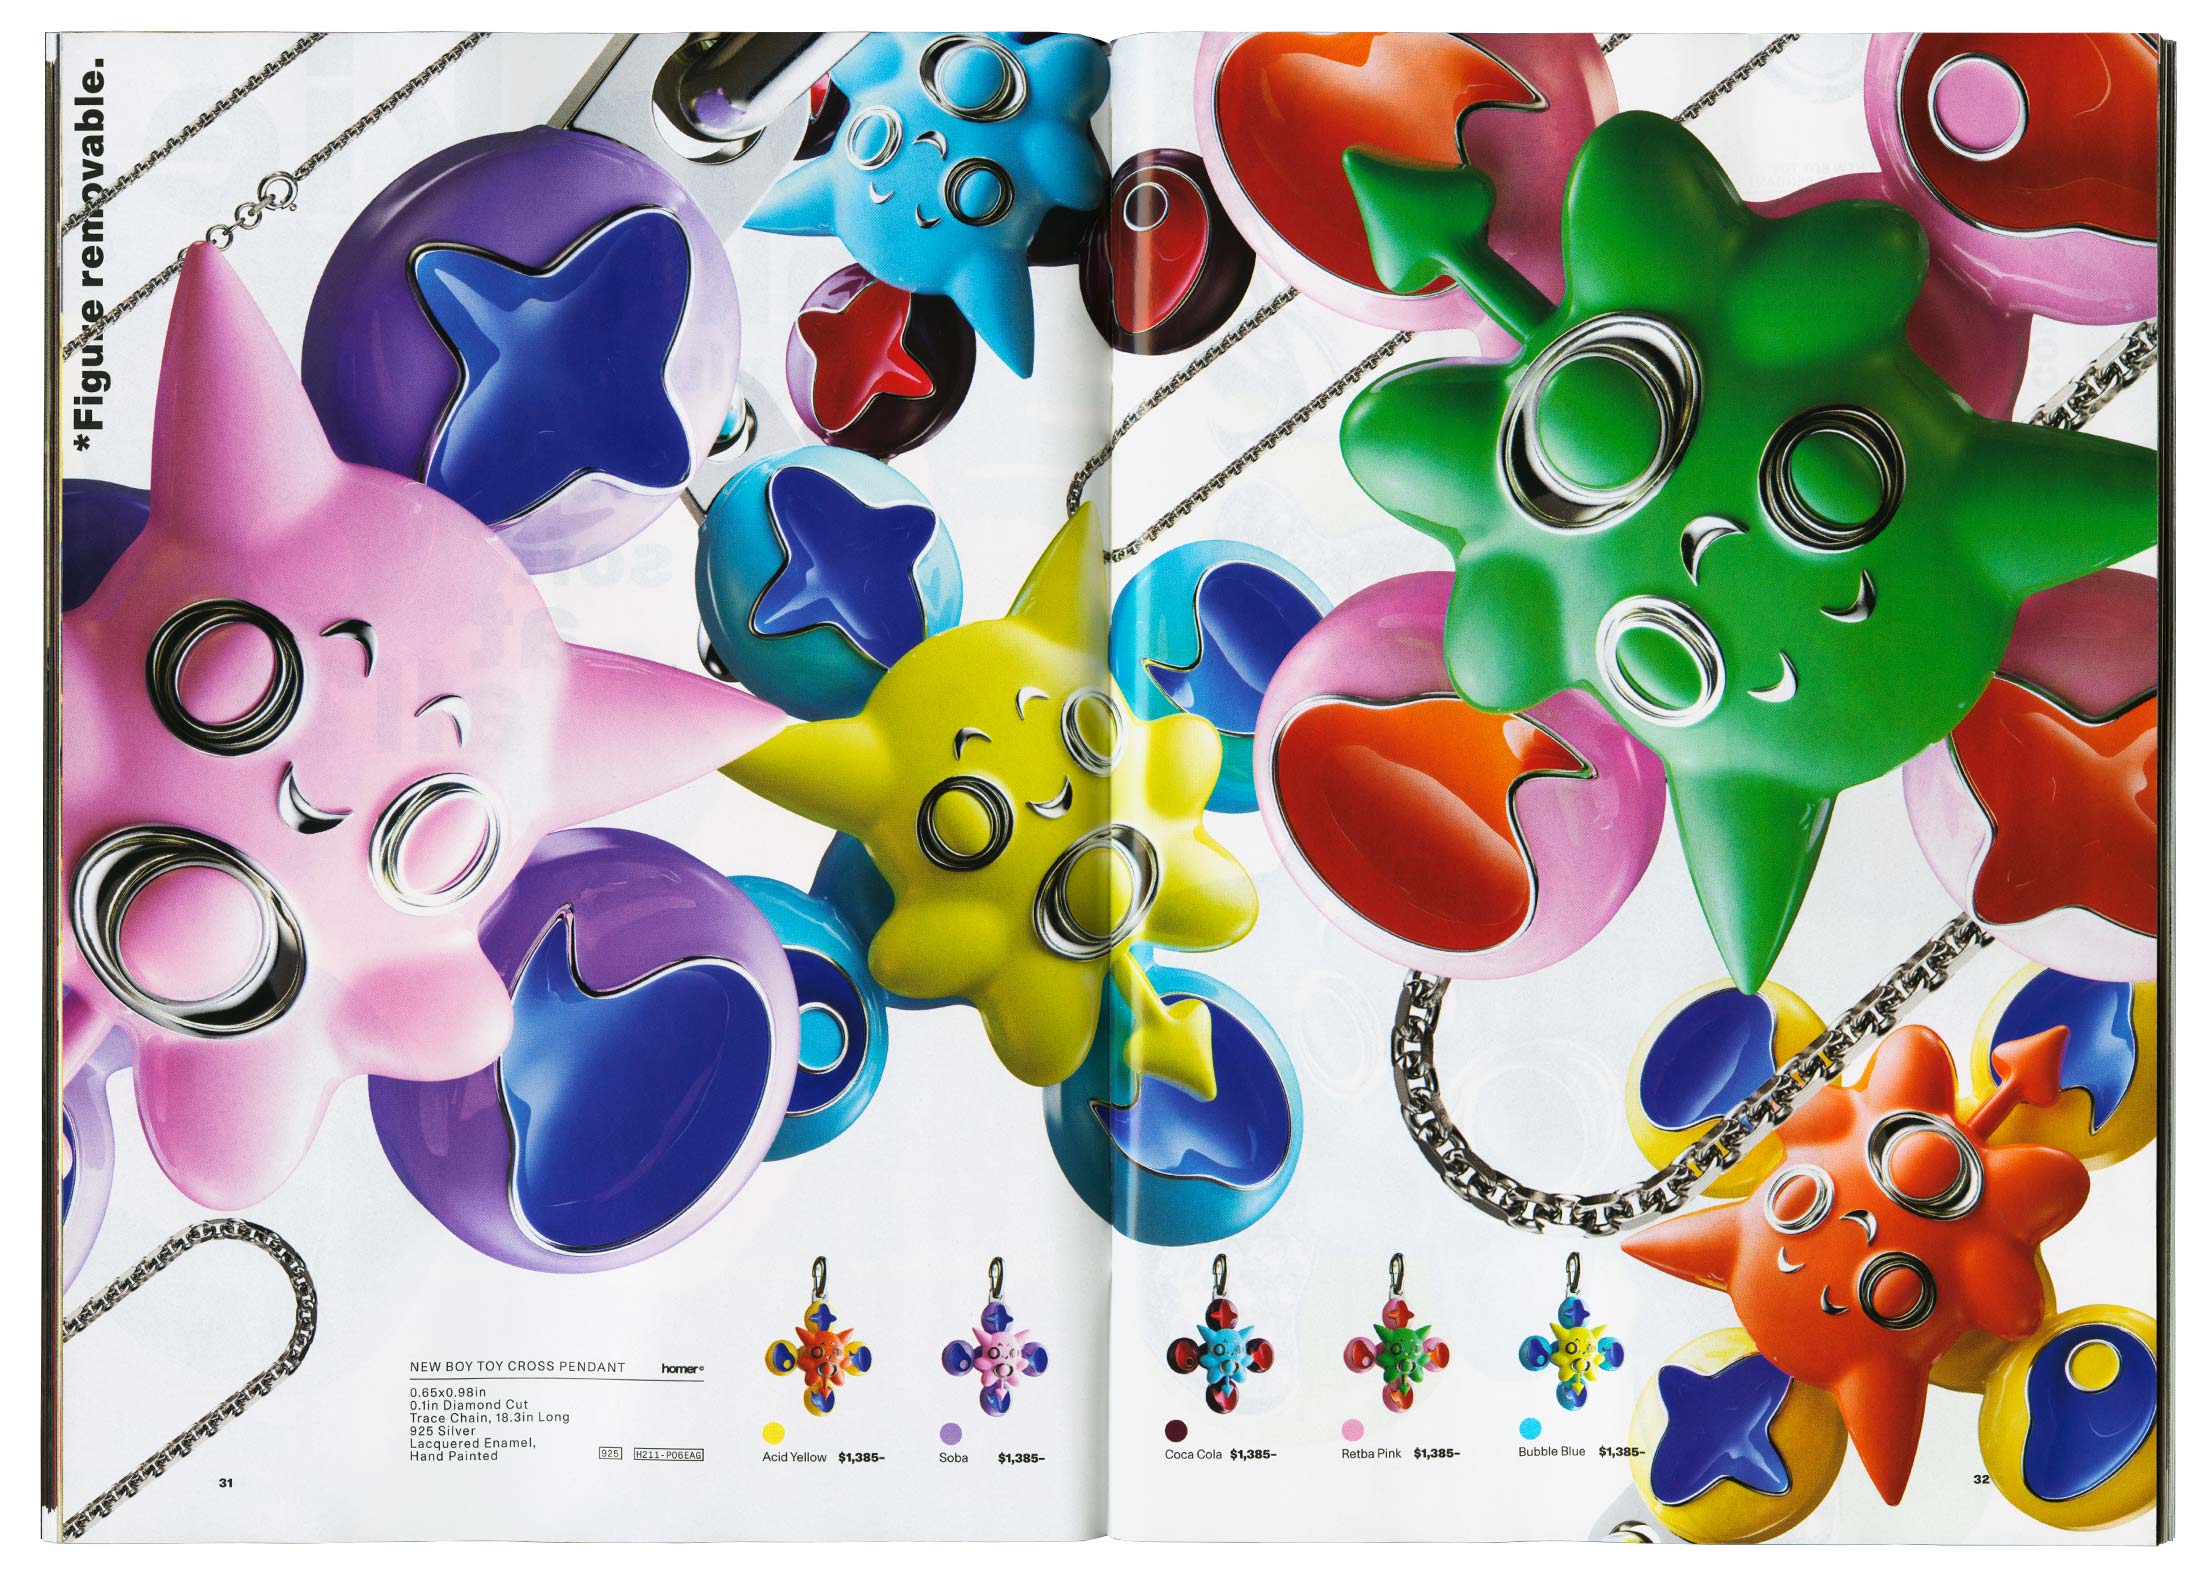 *Figure removable.
NEW BOY TOY CROSS PENDANT
homer©
0.65x0.98in
0.1in Diamond Cut
Trace Chain, 18.3in Long
925 Silver
Lacquered Enamel,
Hand Painted
925 H211-P06EAG
Acid Yellow $1,385–
Soba $1,385–
Coca Cola $1,385–
Retba Pink $1,385–
Bubble Blue $1,385–
31
32